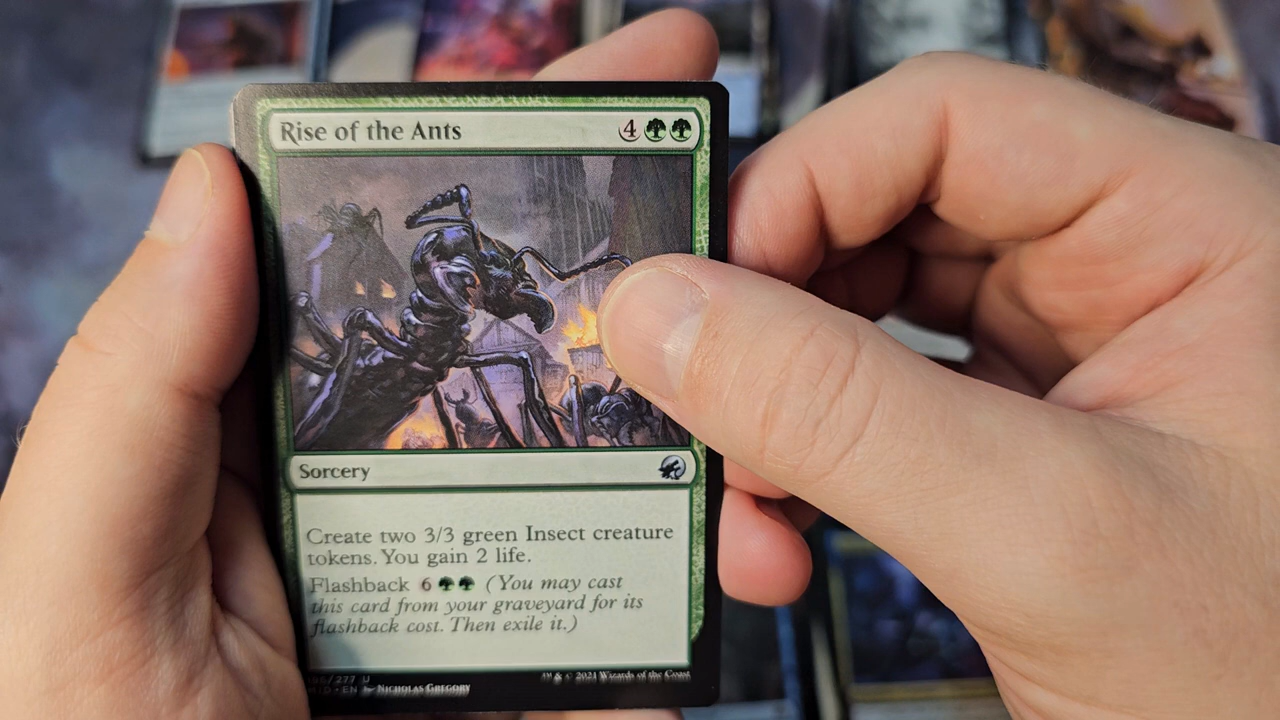 Rise of the Ants 4
Sorcery
Create two 3/3 green Insect creature
tokens. You gain 2 life.
Flashback 6 (You may cast
this card from your graveyard for its
flashback cost. Then exile it.)
/277 U
MID • EN Nicholas Gregory
™ & © 2021 Wizards of the Coast